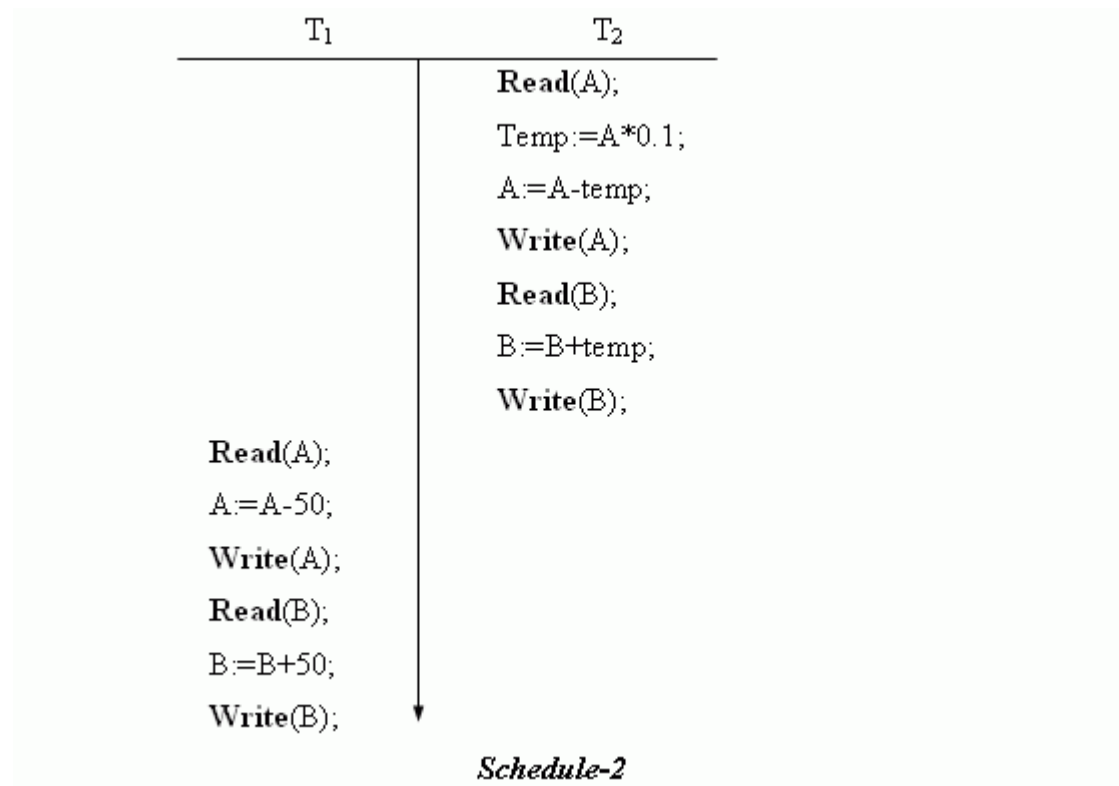 T₁ T₂
Read(A);
Temp:=A*0.1;
A:=A-temp;
Write(A);
Read(B);
B:=B+temp;
Write(B);
Read(A);
A:=A-50;
Write(A);
Read(B);
B:=B+50;
Write(B);
Schedule-2